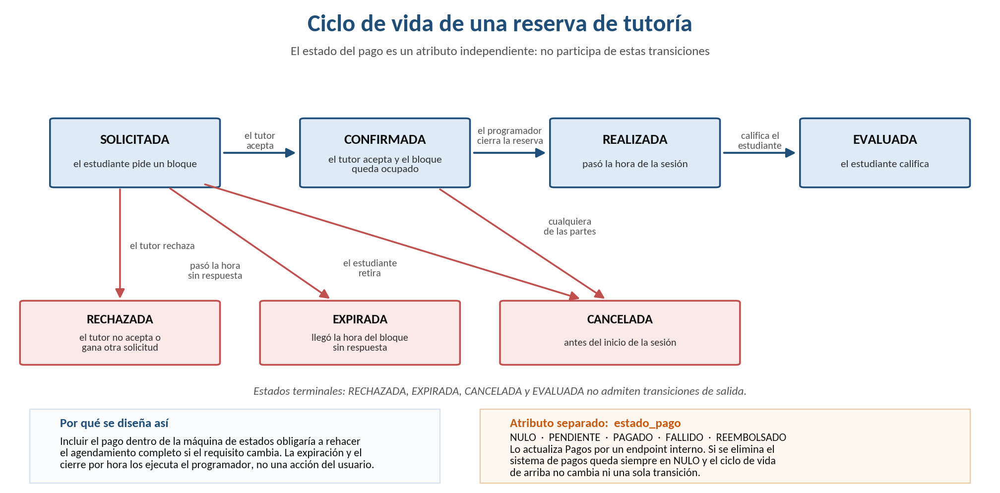 Ciclo de vida de una reserva de tutoría
El estado del pago es un atributo independiente: no participa de estas transiciones
SOLICITADA
el estudiante pide un bloque
el tutor
acepta
CONFIRMADA
el tutor acepta y el bloque
queda ocupado
el programador
cierra la reserva
REALIZADA
pasó la hora de la sesión
califica el
estudiante
EVALUADA
el estudiante califica
el tutor rechaza
pasó la hora
sin respuesta
el estudiante
retira
cualquiera
de las partes
RECHAZADA
el tutor no acepta o
gana otra solicitud
EXPIRADA
llegó la hora del bloque
sin respuesta
CANCELADA
antes del inicio de la sesión
Estados terminales: RECHAZADA, EXPIRADA, CANCELADA y EVALUADA no admiten transiciones de salida.
Por qué se diseña así
Incluir el pago dentro de la máquina de estados obligaría a rehacer
el agendamiento completo si el requisito cambia. La expiración y el
cierre por hora los ejecuta el programador, no una acción del usuario.
Atributo separado: estado_pago
NULO · PENDIENTE · PAGADO · FALLIDO · REEMBOLSADO
Lo actualiza Pagos por un endpoint interno. Si se elimina el
sistema de pagos queda siempre en NULO y el ciclo de vida
de arriba no cambia ni una sola transición.